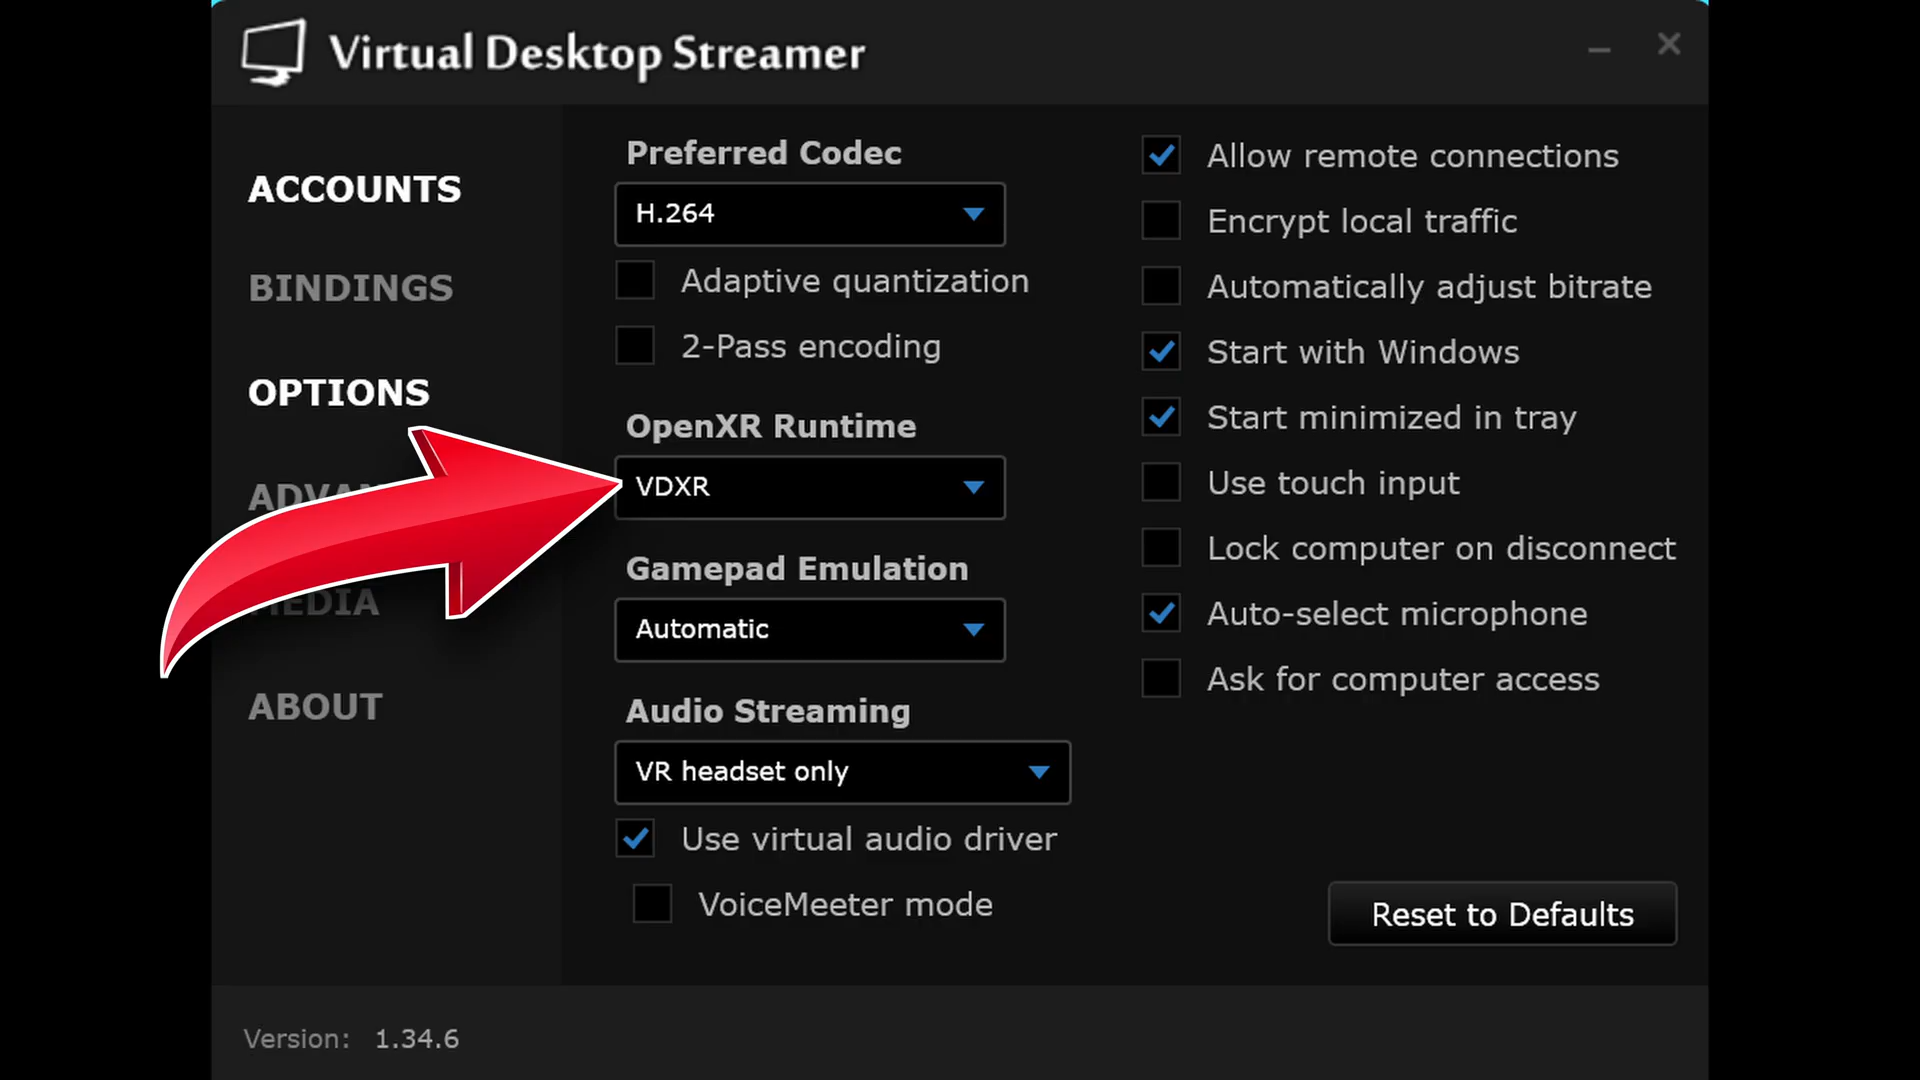 Virtual Desktop Streamer
ACCOUNTS
BINDINGS
OPTIONS
MEDIA
ABOUT
Preferred Codec
H.264
Adaptive quantization
2-Pass encoding
OpenXR Runtime
VDXR
Gamepad Emulation
Automatic
Audio Streaming
VR headset only
Use virtual audio driver
VoiceMeeter mode
Allow remote connections
Encrypt local traffic
Automatically adjust bitrate
Start with Windows
Start minimized in tray
Use touch input
Lock computer on disconnect
Auto-select microphone
Ask for computer access
Reset to Defaults
Version: 1.34.6